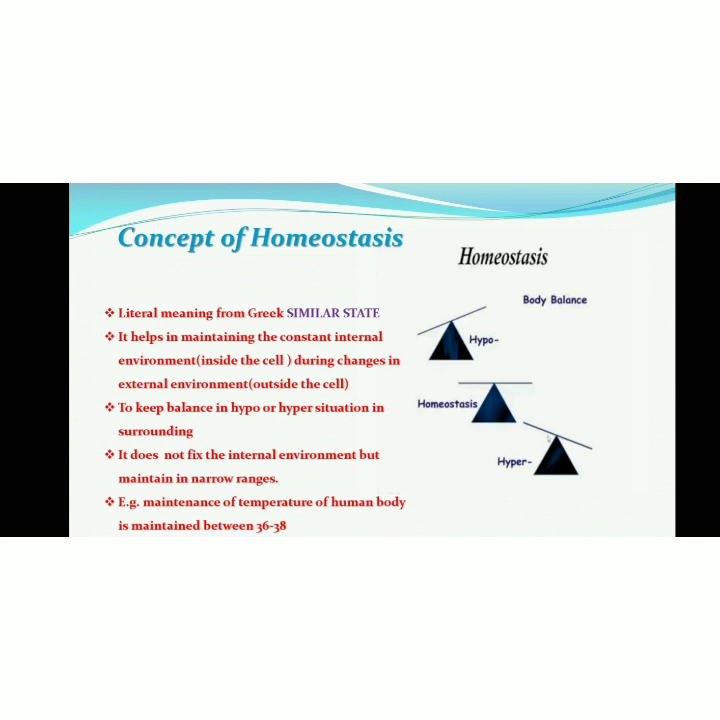 Concept of Homeostasis
❖ Literal meaning from Greek SIMILAR STATE
❖ It helps in maintaining the constant internal
environment(inside the cell ) during changes in
external environment(outside the cell)
❖ To keep balance in hypo or hyper situation in
surrounding
❖ It does not fix the internal environment but
maintain in narrow ranges.
❖ E.g. maintenance of temperature of human body
is maintained between 36-38
Homeostasis
Body Balance
Hypo-
Homeostasis
Hyper-